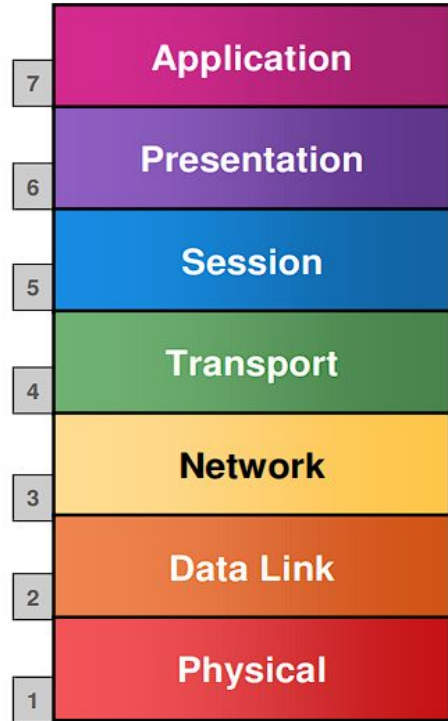 Application
7
Presentation
6
Session
5
Transport
4
Network
3
Data Link
2
Physical
1